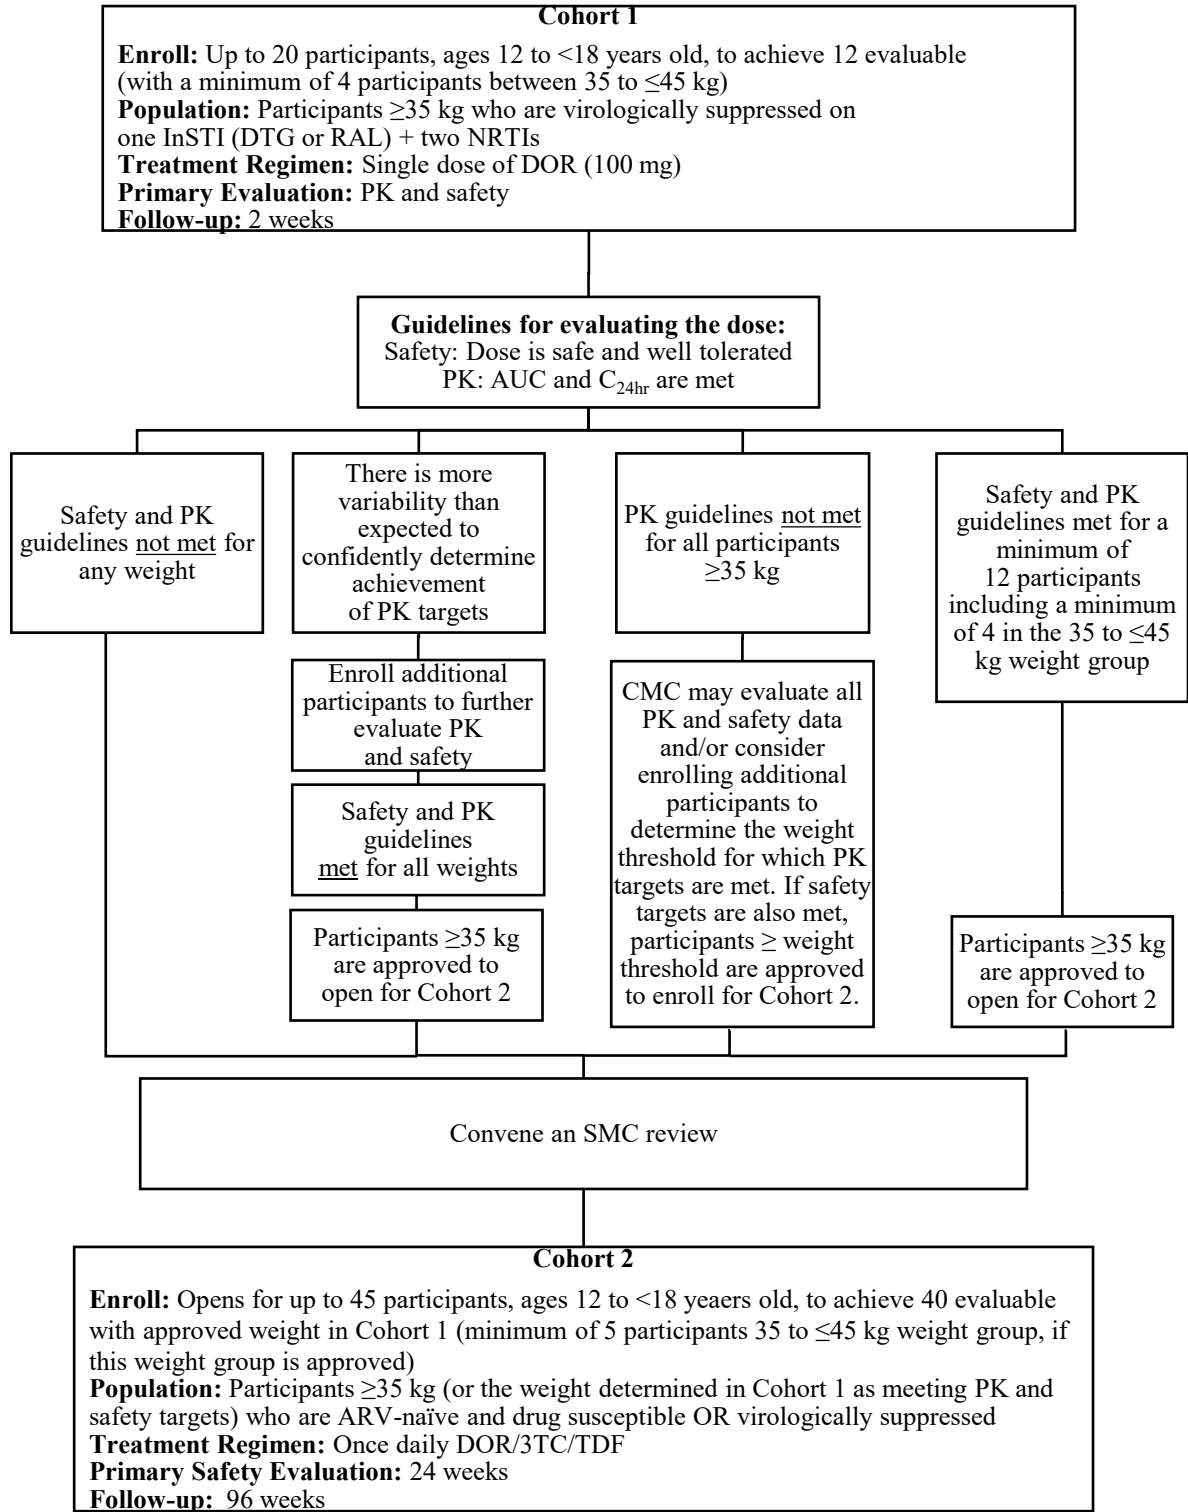 Cohort 1
Enroll: Up to 20 participants, ages 12 to <18 years old, to achieve 12 evaluable
(with a minimum of 4 participants between 35 to ≤45 kg)
Population: Participants ≥35 kg who are virologically suppressed on
one InSTI (DTG or RAL) + two NRTIs
Treatment Regimen: Single dose of DOR (100 mg)
Primary Evaluation: PK and safety
Follow-up: 2 weeks
Guidelines for evaluating the dose:
Safety: Dose is safe and well tolerated
PK: AUC and C24hr are met
Safety and PK
guidelines not met for
any weight
There is more
variability than
expected to
confidently determine
achievement
of PK targets
Enroll additional
participants to further
evaluate PK
and safety
Safety and PK
guidelines
met for all weights
Participants ≥35 kg
are approved to
open for Cohort 2
PK guidelines not met
for all participants
≥35 kg
CMC may evaluate all
PK and safety data
and/or consider
enrolling additional
participants to
determine the weight
threshold for which PK
targets are met. If safety
targets are also met,
participants ≥ weight
threshold are approved
to enroll for Cohort 2.
Safety and PK
guidelines met for a
minimum of
12 participants
including a minimum
of 4 in the 35 to ≤45
kg weight group
Participants ≥35 kg
are approved to
open for Cohort 2
Convene an SMC review
Cohort 2
Enroll: Opens for up to 45 participants, ages 12 to <18 yeaers old, to achieve 40 evaluable
with approved weight in Cohort 1 (minimum of 5 participants 35 to ≤45 kg weight group, if
this weight group is approved)
Population: Participants ≥35 kg (or the weight determined in Cohort 1 as meeting PK and
safety targets) who are ARV-naïve and drug susceptible OR virologically suppressed
Treatment Regimen: Once daily DOR/3TC/TDF
Primary Safety Evaluation: 24 weeks
Follow-up: 96 weeks